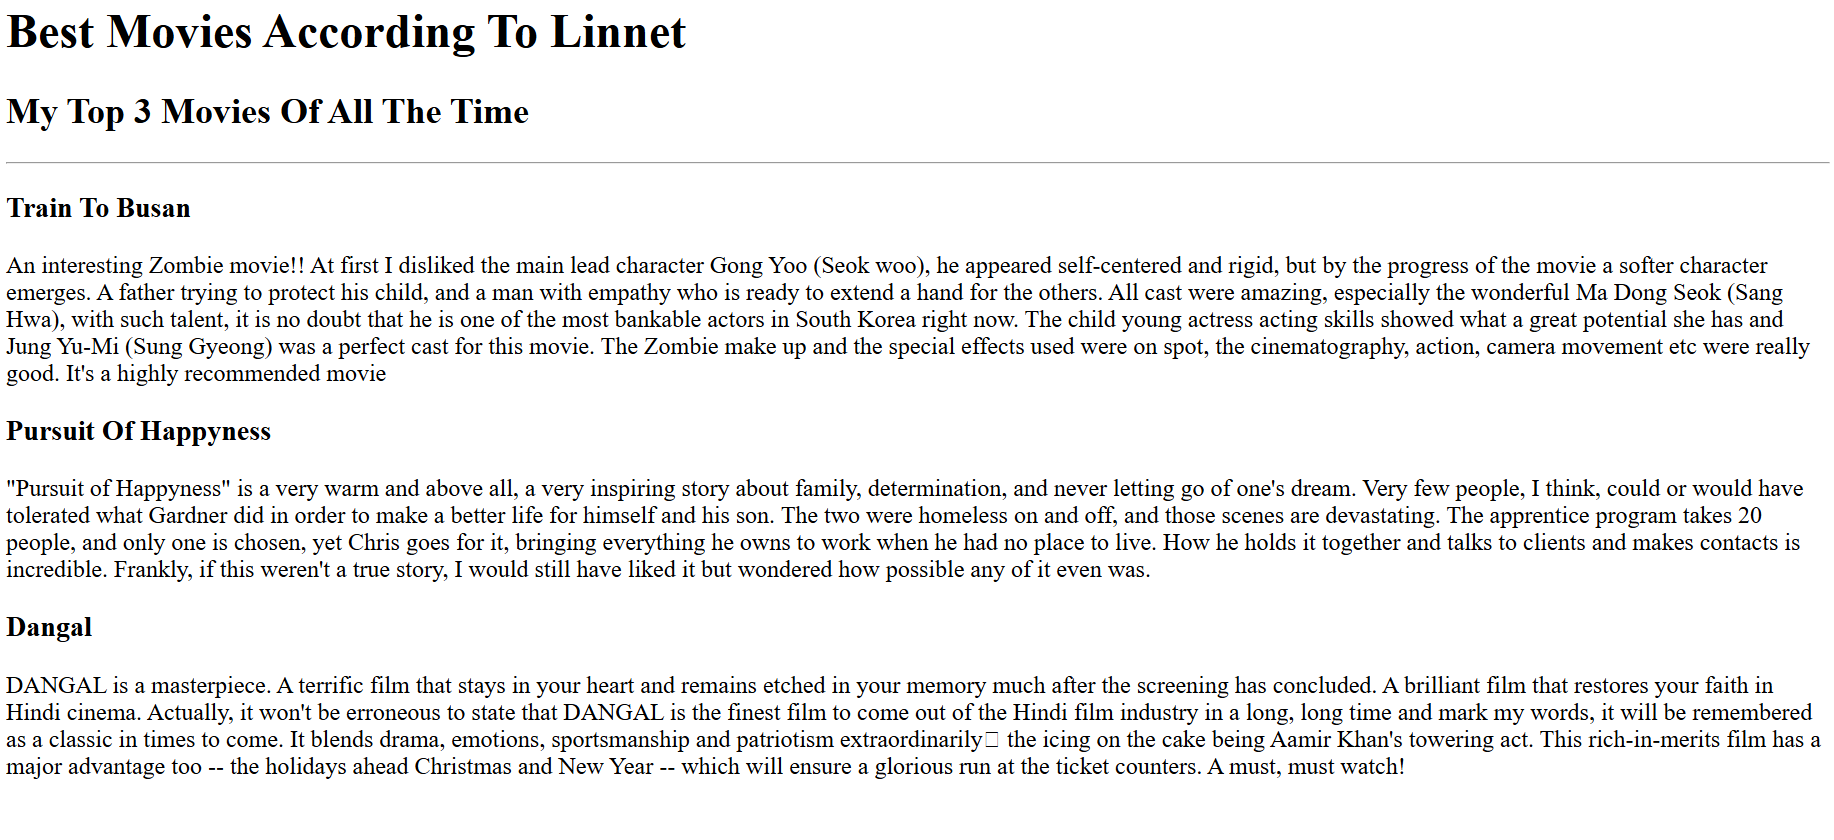 Best Movies According To Linnet
My Top 3 Movies Of All The Time
Train To Busan
An interesting Zombie movie!! At first I disliked the main lead character Gong Yoo (Seok woo), he appeared self-centered and rigid, but by the progress of the movie a softer character
emerges. A father trying to protect his child, and a man with empathy who is ready to extend a hand for the others. All cast were amazing, especially the wonderful Ma Dong Seok (Sang
Hwa), with such talent, it is no doubt that he is one of the most bankable actors in South Korea right now. The child young actress acting skills showed what a great potential she has and
Jung Yu-Mi (Sung Gyeong) was a perfect cast for this movie. The Zombie make up and the special effects used were on spot, the cinematography, action, camera movement etc were really
good. It's a highly recommended movie
Pursuit Of Happyness
"Pursuit of Happyness" is a very warm and above all, a very inspiring story about family, determination, and never letting go of one's dream. Very few people, I think, could or would have
tolerated what Gardner did in order to make a better life for himself and his son. The two were homeless on and off, and those scenes are devastating. The apprentice program takes 20
people, and only one is chosen, yet Chris goes for it, bringing everything he owns to work when he had no place to live. How he holds it together and talks to clients and makes contacts is
incredible. Frankly, if this weren't a true story, I would still have liked it but wondered how possible any of it even was.
Dangal
DANGAL is a masterpiece. A terrific film that stays in your heart and remains etched in your memory much after the screening has concluded. A brilliant film that restores your faith in
Hindi cinema. Actually, it won't be erroneous to state that DANGAL is the finest film to come out of the Hindi film industry in a long, long time and mark my words, it will be remembered
as a classic in times to come. It blends drama, emotions, sportsmanship and patriotism extraordinarily□ the icing on the cake being Aamir Khan's towering act. This rich-in-merits film has a
major advantage too -- the holidays ahead Christmas and New Year -- which will ensure a glorious run at the ticket counters. A must, must watch!